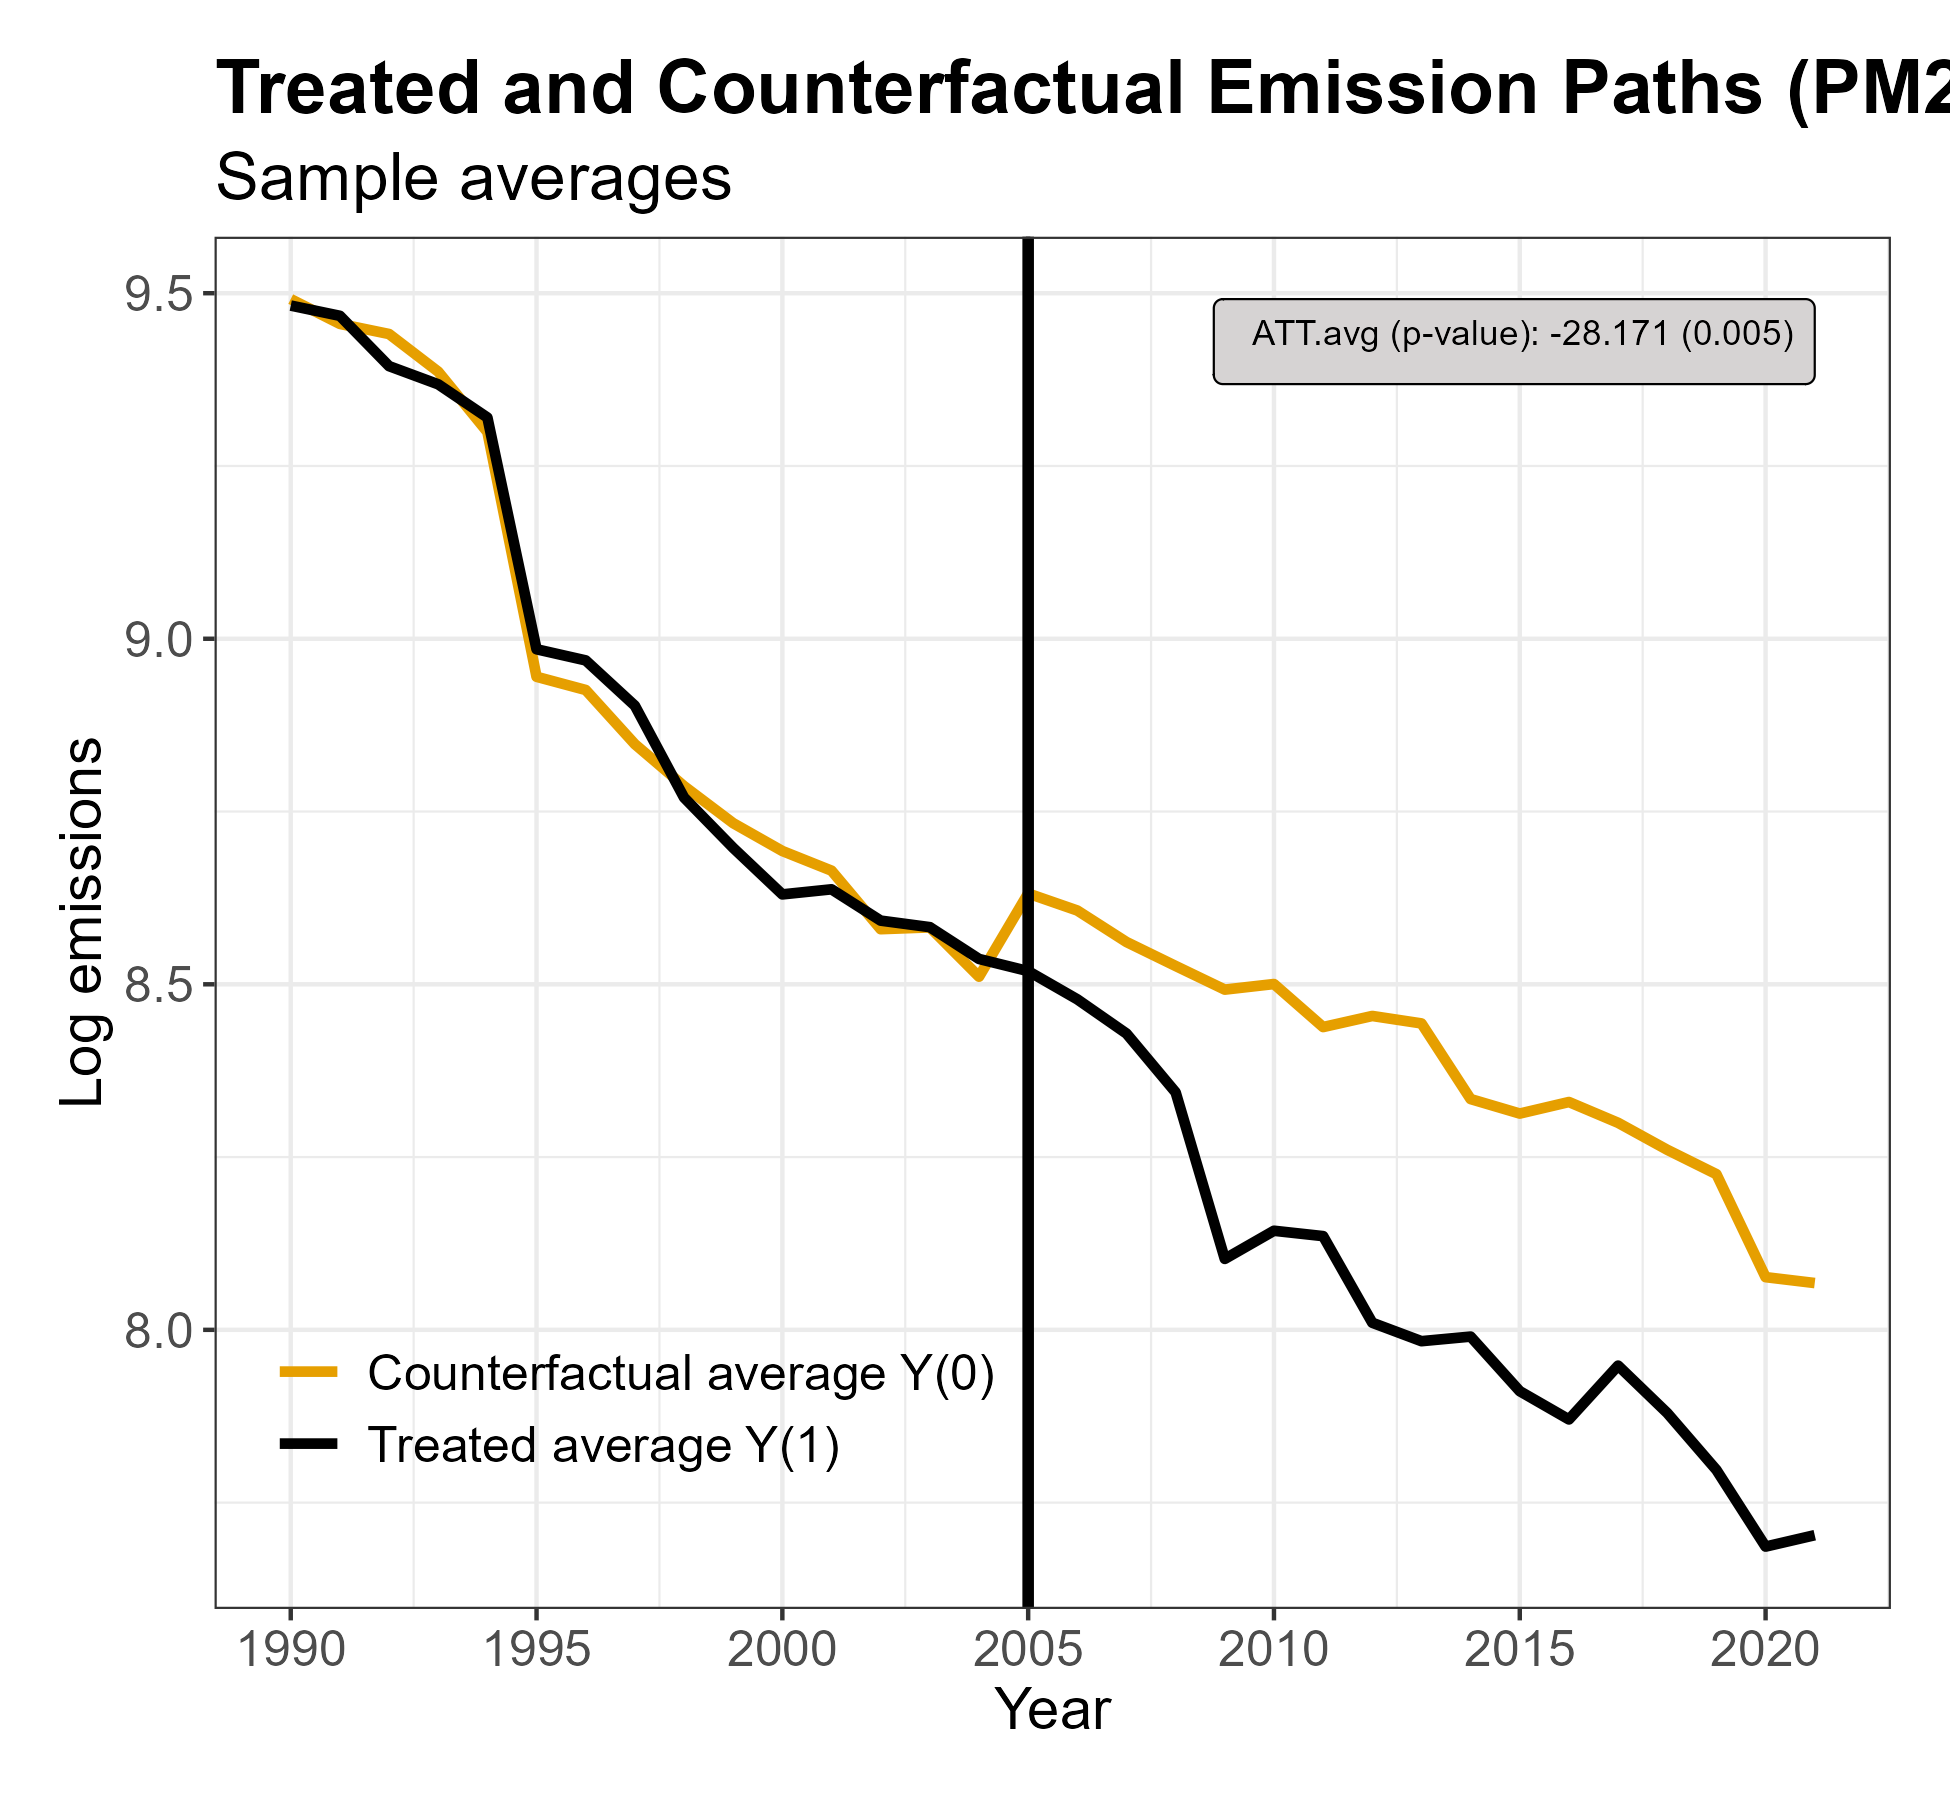 Treated and Counterfactual Emission Paths (PM2
Sample averages
ATT.avg (p-value): -28.171 (0.005)
9.5
9.0
8.5
8.0
Log emissions
Counterfactual average Y(0)
Treated average Y(1)
1990 1995 2000 2005 2010 2015 2020
Year